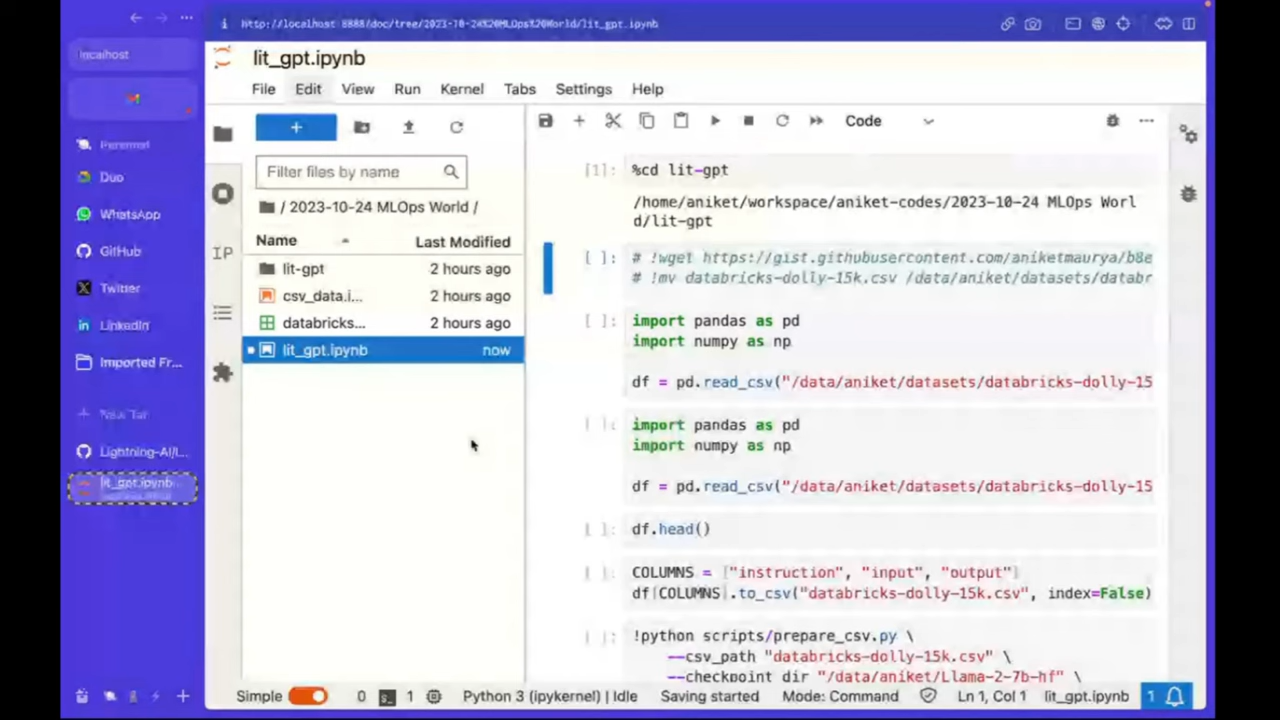 http://localhost:8888/doc/tree/2023-10-24%20MLOps%20World/lit_gpt.ipynb
localhost
lit_gpt.ipynb
File Edit View Run Kernel Tabs Settings Help
Personal
Duo
WhatsApp
GitHub
Twitter
LinkedIn
Imported Fr...
New Tab
Lightning-AI/l...
lit_gpt.ipynb
Filter files by name
/ 2023-10-24 MLOps World /
Name Last Modified
lit-gpt 2 hours ago
csv_data.i... 2 hours ago
databricks... 2 hours ago
lit_gpt.ipynb now
IP
Code
[1]: %cd lit-gpt
/home/aniket/workspace/aniket-codes/2023-10-24 MLOps Worl
d/lit-gpt
[ ]: # !wget https://gist.githubusercontent.com/aniketmaurya/b8e
# !mv databricks-dolly-15k.csv /data/aniket/datasets/databr
[ ]: import pandas as pd
import numpy as np
df = pd.read_csv("/data/aniket/datasets/databricks-dolly-15
[ ]: import pandas as pd
import numpy as np
df = pd.read_csv("/data/aniket/datasets/databricks-dolly-15
[ ]: df.head()
[ ]: COLUMNS = ["instruction", "input", "output"]
df[COLUMNS].to_csv("databricks-dolly-15k.csv", index=False)
[ ]: !python scripts/prepare_csv.py \
--csv_path "databricks-dolly-15k.csv" \
--checkpoint_dir "/data/aniket/Llama-2-7b-hf" \
Simple 0 1 Python 3 (ipykernel) | Idle Saving started Mode: Command Ln 1, Col 1 lit_gpt.ipynb 1